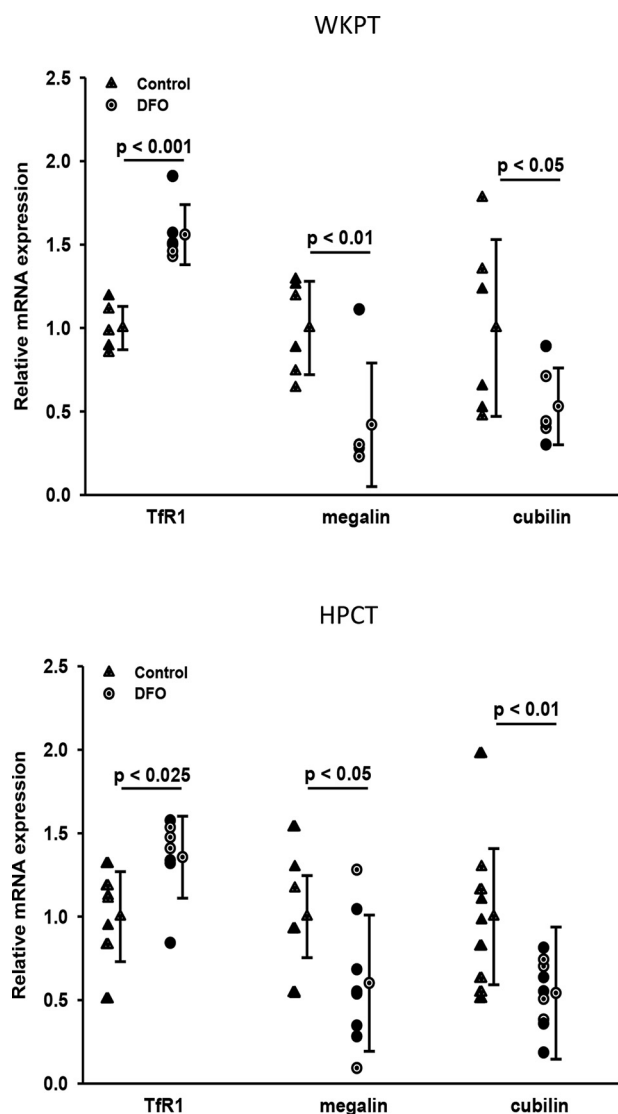 WKPT
2.5
Control
DFO
p < 0.001
2.0
p < 0.05
p < 0.01
1.5
Relative mRNA expression
1.0
0.5
0.0
TfR1 megalin cubilin
HPCT
2.5
Control
DFO
p < 0.01
2.0
p < 0.025 p < 0.05
1.5
Relative mRNA expression
1.0
0.5
0.0
TfR1 megalin cubilin